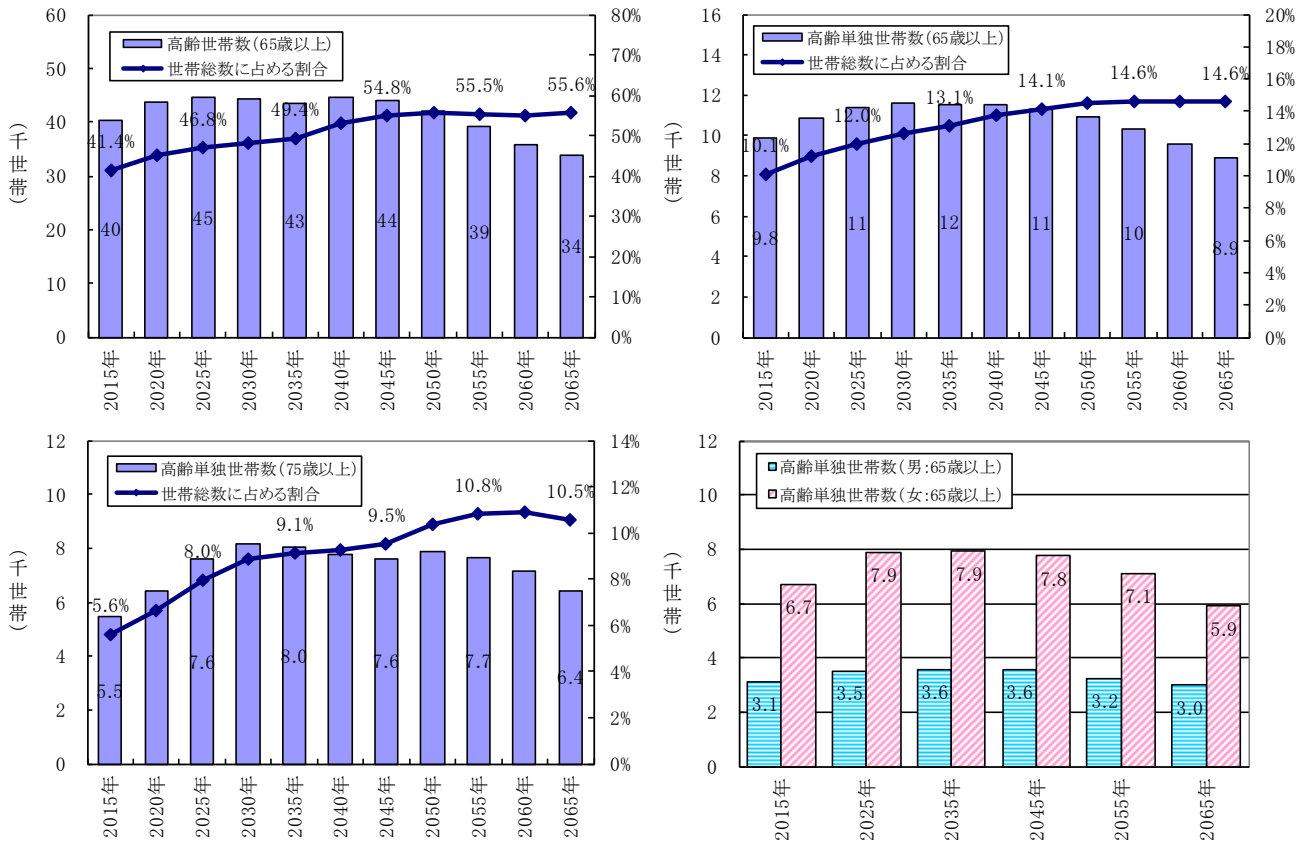 60
50
40
30
20
10
0
(千世帯
80%
70%
60%
50%
40%
30%
20%
10%
0%
高齢世帯数(65歳以上)
世帯総数に占める割合
41.4%
46.8%
49.4%
54.8%
55.5%
55.6%
40
45
43
44
39
34
2015年
2020年
2025年
2030年
2035年
2040年
2045年
2050年
2055年
2060年
2065年
16
14
12
10
8
6
4
2
0
(千世帯
20%
18%
16%
14%
12%
10%
8%
6%
4%
2%
0%
高齢単独世帯数(65歳以上)
世帯総数に占める割合
10.1%
12.0%
13.1%
14.1%
14.6%
14.6%
9.8
11
12
11
10
8.9
2015年
2020年
2025年
2030年
2035年
2040年
2045年
2050年
2055年
2060年
2065年
12
10
8
6
4
2
0
(千世帯
14%
12%
10%
8%
6%
4%
2%
0%
高齢単独世帯数(75歳以上)
世帯総数に占める割合
5.6%
8.0%
9.1%
9.5%
10.8%
10.5%
5.5
7.6
8.0
7.6
7.7
6.4
2015年
2020年
2025年
2030年
2035年
2040年
2045年
2050年
2055年
2060年
2065年
12
10
8
6
4
2
0
(千世帯
高齢単独世帯数(男:65歳以上)
高齢単独世帯数(女:65歳以上)
3.1
6.7
3.5
7.9
3.6
7.9
3.6
7.8
3.2
7.1
3.0
5.9
2015年
2025年
2035年
2045年
2055年
2065年